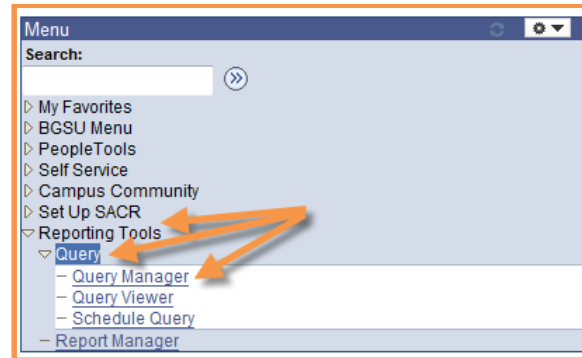 Menu
Search:
My Favorites
BGSU Menu
PeopleTools
Self Service
Campus Community
Set Up SACR
Reporting Tools
Query
– Query Manager
– Query Viewer
– Schedule Query
– Report Manager